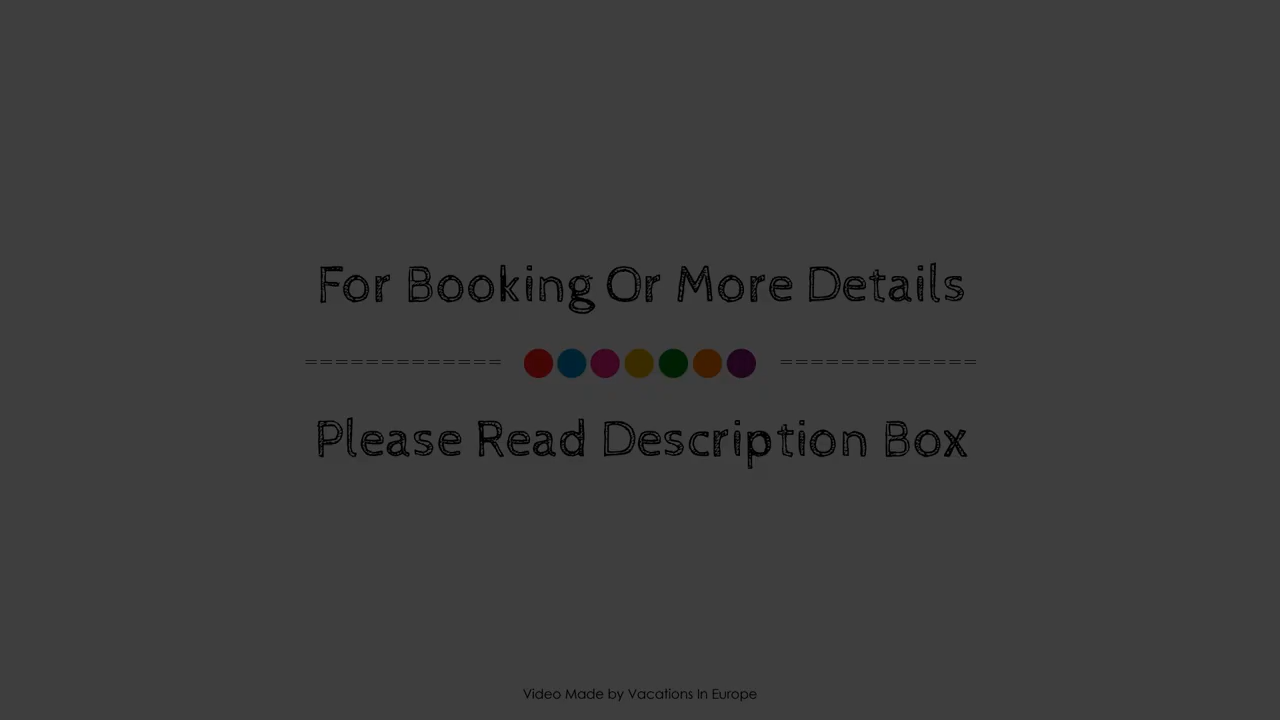 For Booking Or More Details
============= =============
Please Read Description Box
Video Made by Vacations In Europe